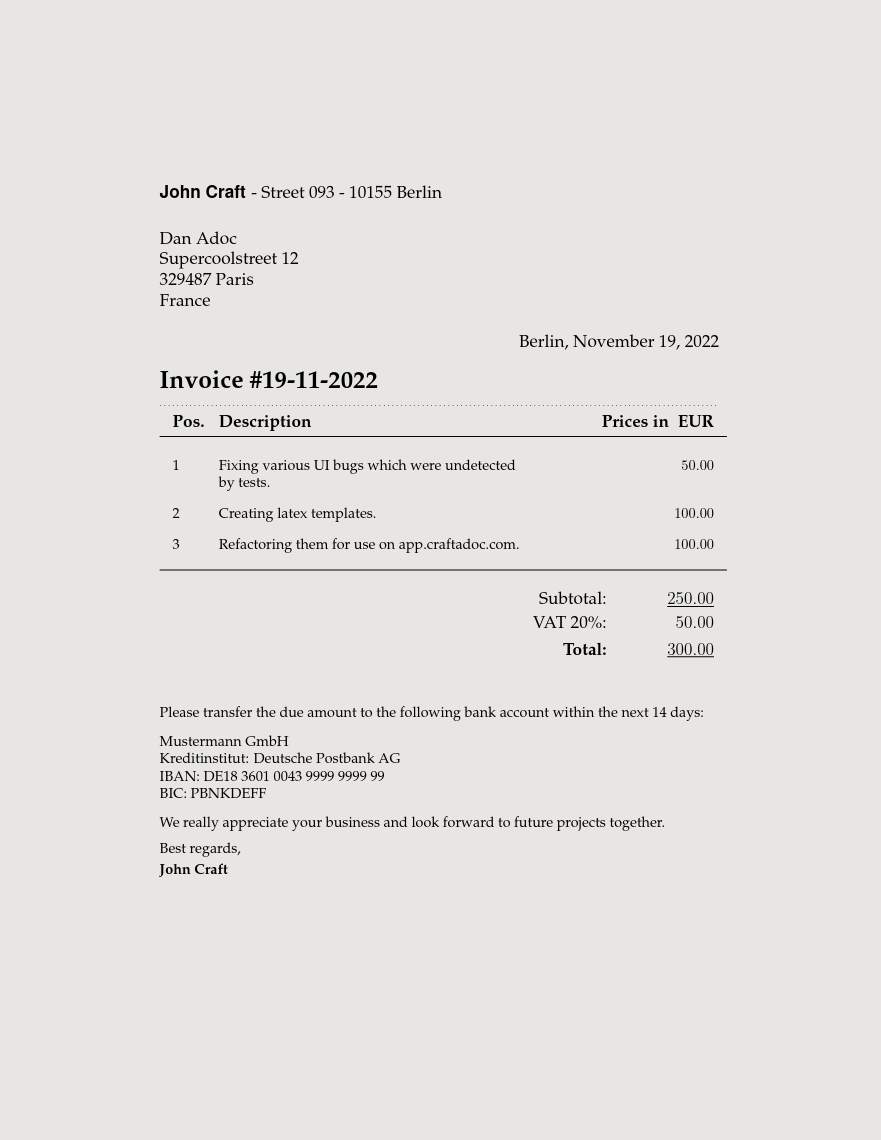 John Craft - Street 093 - 10155 Berlin
Dan Adoc
Supercoolstreet 12
329487 Paris
France
Berlin, November 19, 2022
Invoice #19-11-2022
Pos. Description Prices in EUR
1 Fixing various UI bugs which were undetected 50.00
by tests.
2 Creating latex templates. 100.00
3 Refactoring them for use on app.craftadoc.com. 100.00
Subtotal: 250.00
VAT 20%: 50.00
Total: 300.00
Please transfer the due amount to the following bank account within the next 14 days:
Mustermann GmbH
Kreditinstitut: Deutsche Postbank AG
IBAN: DE18 3601 0043 9999 9999 99
BIC: PBNKDEFF
We really appreciate your business and look forward to future projects together.
Best regards,
John Craft